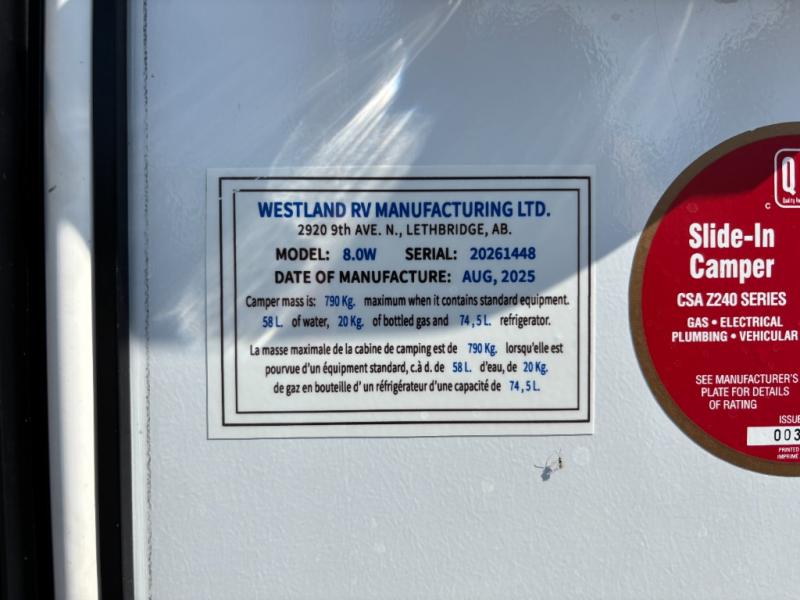 WESTLAND RV MANUFACTURING LTD.
2920 9th AVE. N., LETHBRIDGE, AB.
MODEL: 8.0W SERIAL: 20261448
DATE OF MANUFACTURE: AUG, 2025
Camper mass is: 790 Kg. maximum when it contains standard equipment.
58 L. of water, 20 Kg. of bottled gas and 74,5 L. refrigerator.
La masse maximale de la cabine de camping est de 790 Kg. lorsqu'elle est
pourvue d'un équipment standard, c.à d. de 58 L. d'eau, de 20 Kg.
de gaz en bouteille d' un réfrigérateur d'une capacité de 74,5 L.
Q
C
Slide-In
Camper
CSA Z240 SERIES
GAS • ELECTRICAL
PLUMBING • VEHICULAR
SEE MANUFACTURER'S
PLATE FOR DETAILS
OF RATING
ISSUE
003
PRINTED
IMPRIMÉ